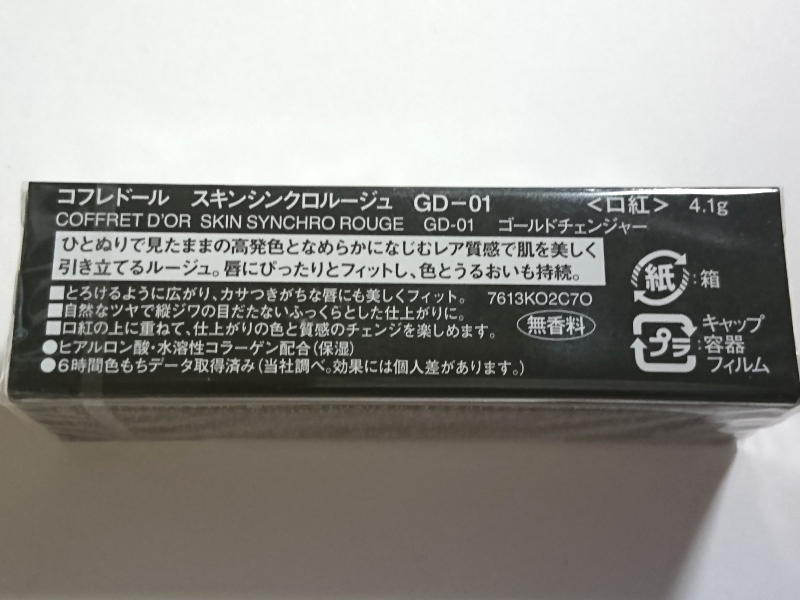 コフレドール　スキンシンクロルージュ　GD−01　＜口紅＞　4.1g
COFFRET D'OR SKIN SYNCHRO ROUGE GD-01 ゴールドチェンジャー
ひとぬりで見たままの高発色となめらかになじむレア質感で肌を美しく
引き立てるルージュ。唇にぴったりとフィットし、色とうるおいも持続。
■とろけるように広がり、カサつきがちな唇にも美しくフィット。 7613KO2C7O
■自然なツヤで縦ジワの目だたないふっくらとした仕上がりに。
■口紅の上に重ねて、仕上がりの色と質感のチェンジを楽しめます。
無香料
●ヒアルロン酸・水溶性コラーゲン配合（保湿）
●6時間色もちデータ取得済み（当社調べ。効果には個人差があります。）
紙：箱
プラ：キャップ
容器
フィルム